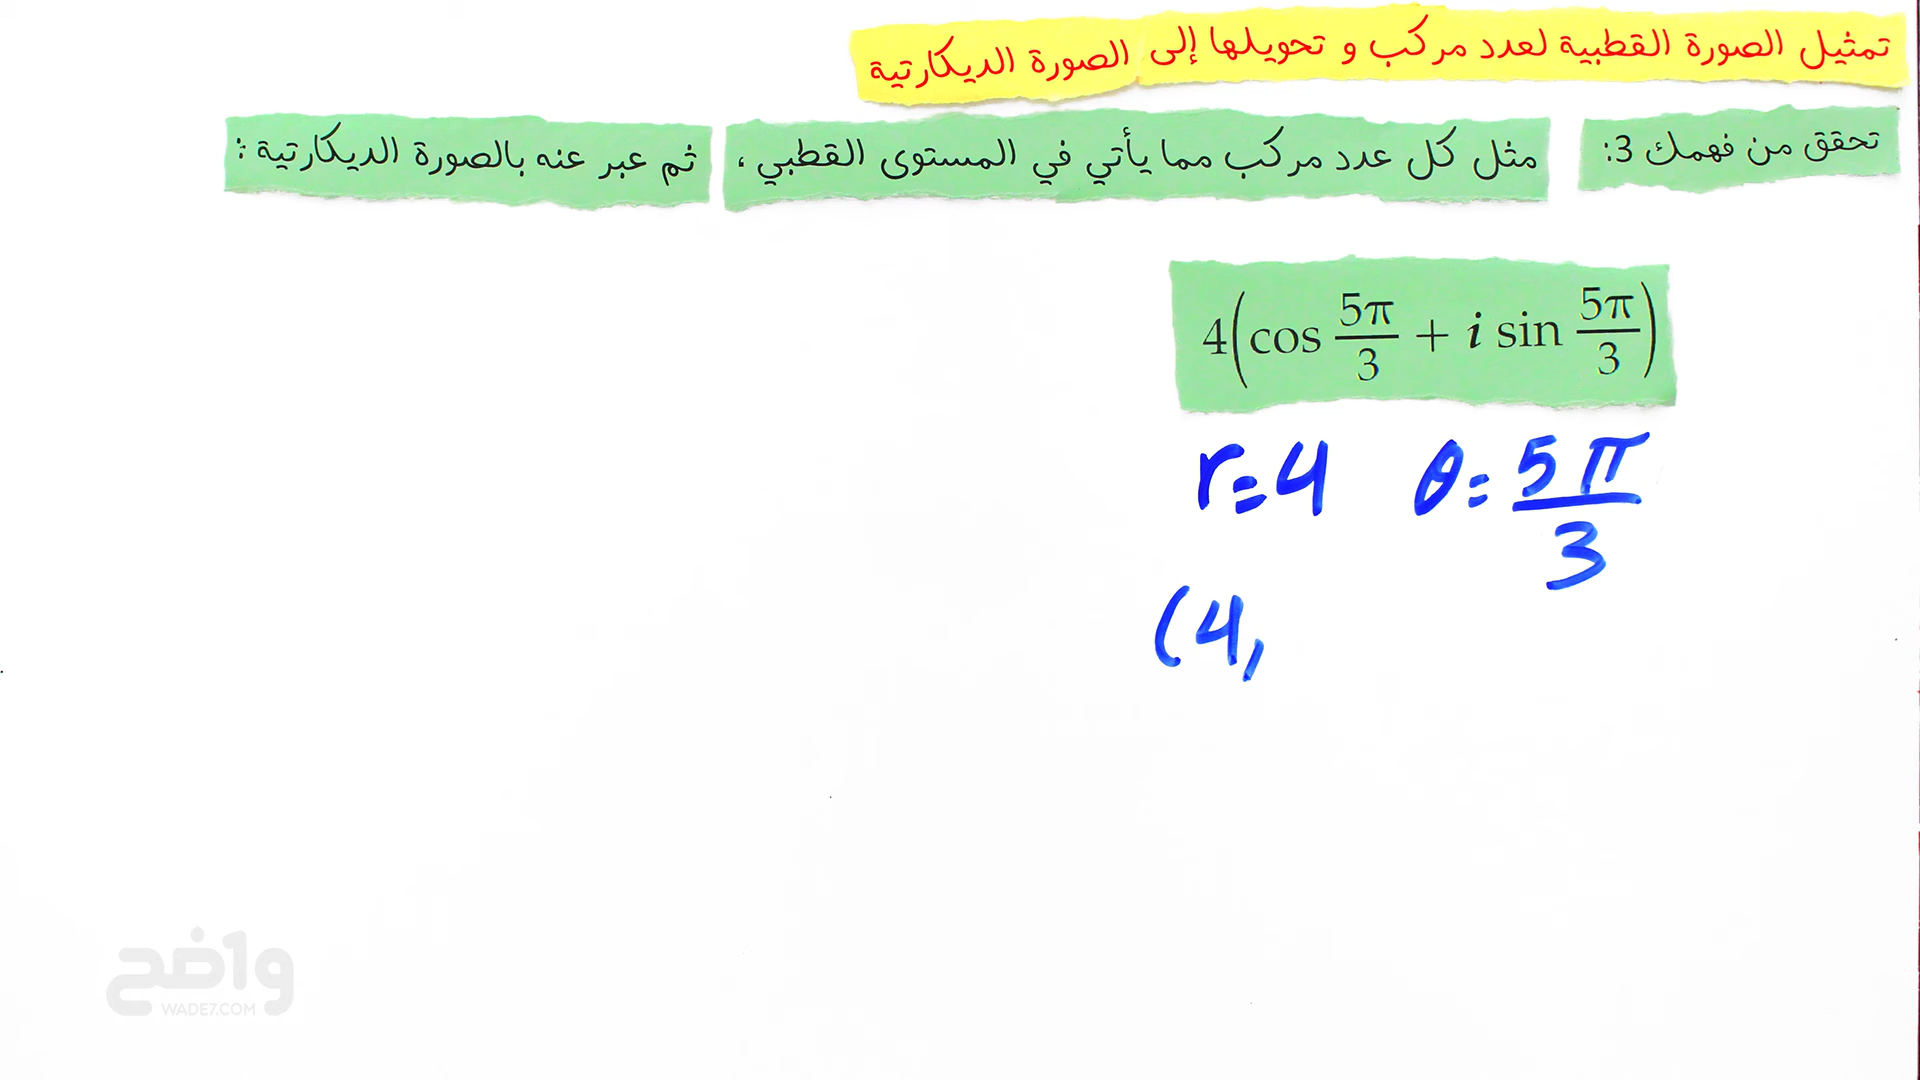 تمثيل الصورة القطبية لعدد مركب و تحويلها إلى الصورة الديكارتية
تحقق من فهمك 3: مثل كل عدد مركب مما يأتي في المستوى القطبي ، ثم عبر عنه بالصورة الديكارتية :
4(cos 5π/3 + i sin 5π/3)
r=4 θ=5π/3
(4,
واضح
WADE7.COM